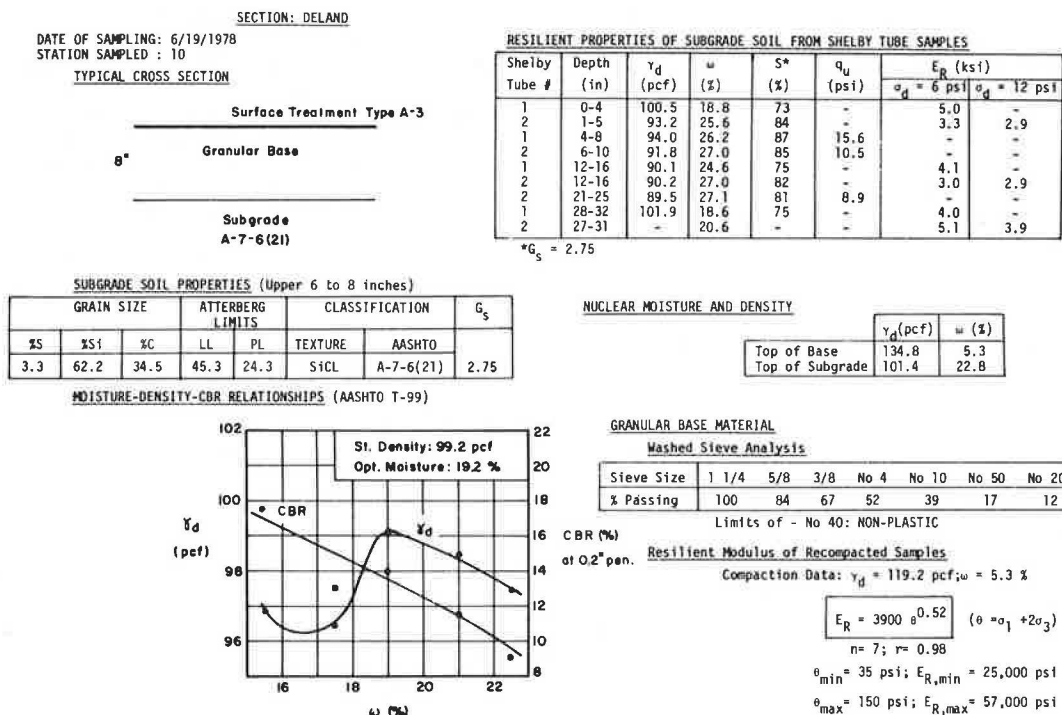 SECTION: DELAND
DATE OF SAMPLING: 6/19/1978
STATION SAMPLED : 10
TYPICAL CROSS SECTION
Surface Treatment Type A-3
8"
Granular Base
Subgrade
A-7-6(21)
RESILIENT PROPERTIES OF SUBGRADE SOIL FROM SHELBY TUBE SAMPLES
Shelby Tube # Depth (in) γd (pcf) ω (%) S* (%) qu (psi) ER (ksi)
σd = 6 psi σd = 12 psi
1 0-4 100.5 18.8 73 - 5.0 -
2 1-5 93.2 25.6 84 - 3.3 2.9
1 4-8 94.0 26.2 87 15.6 - -
2 6-10 91.8 27.0 85 10.5 - -
1 12-16 90.1 24.6 75 - 4.1 -
2 12-16 90.2 27.0 82 - 3.0 2.9
2 21-25 89.5 27.1 81 8.9 - -
1 28-32 101.9 18.6 75 - 4.0 -
2 27-31 - 20.6 - - 5.1 3.9
*Gs = 2.75
SUBGRADE SOIL PROPERTIES (Upper 6 to 8 inches)
GRAIN SIZE ATTERBERG LIMITS CLASSIFICATION Gs
%S %Si %C LL PL TEXTURE AASHTO
3.3 62.2 34.5 45.3 24.3 SiCL A-7-6(21) 2.75
NUCLEAR MOISTURE AND DENSITY
γd(pcf) ω (%)
Top of Base 134.8 5.3
Top of Subgrade 101.4 22.8
MOISTURE-DENSITY-CBR RELATIONSHIPS (AASHTO T-99)
St. Density: 99.2 pcf
Opt. Moisture: 19.2 %
102
100
98
96
γd
(pcf)
CBR
γd
22
20
18
16
14
12
10
8
CBR (%)
at 0.2" pen.
16 18 20 22
ω (%)
GRANULAR BASE MATERIAL
Washed Sieve Analysis
Sieve Size 1 1/4 5/8 3/8 No 4 No 10 No 50 No 20
% Passing 100 84 67 52 39 17 12
Limits of - No 40: NON-PLASTIC
Resilient Modulus of Recompacted Samples
Compaction Data: γd = 119.2 pcf;ω = 5.3 %
ER = 3900 θ^0.52 (θ =σ1 +2σ3)
n= 7; r= 0.98
θmin= 35 psi; ER,min = 25,000 psi
θmax= 150 psi; ER,max= 57,000 psi